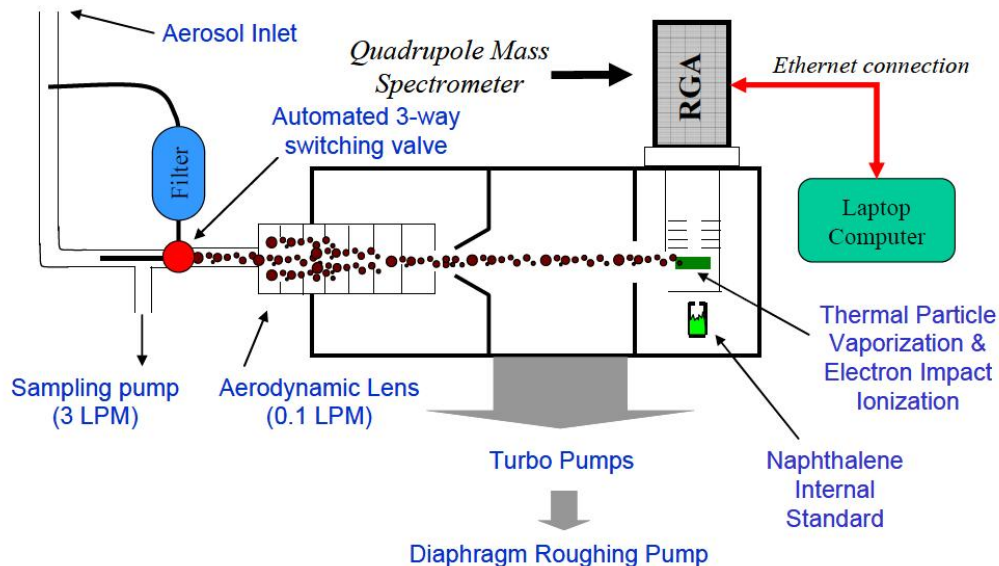 Aerosol Inlet
Quadrupole Mass
Spectrometer
RGA
Ethernet connection
Automated 3-way
switching valve
Filter
Laptop
Computer
Thermal Particle
Vaporization &
Electron Impact
Ionization
Sampling pump
(3 LPM)
Aerodynamic Lens
(0.1 LPM)
Turbo Pumps
Naphthalene
Internal
Standard
Diaphragm Roughing Pump